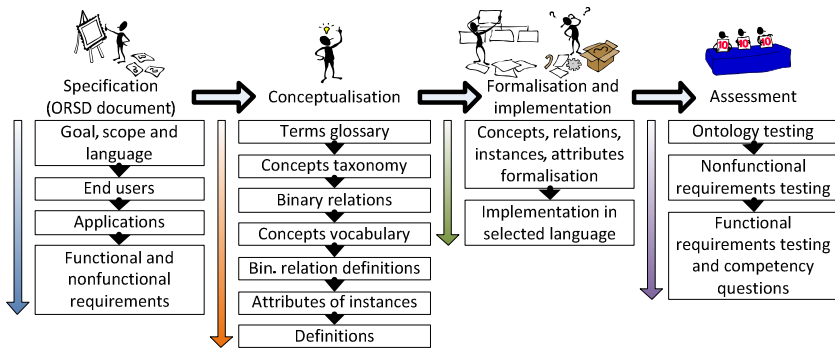 Specification
(ORSD document)
Goal, scope and
language
End users
Applications
Functional and
nonfunctional
requirements
Conceptualisation
Terms glossary
Concepts taxonomy
Binary relations
Concepts vocabulary
Bin. relation definitions
Attributes of instances
Definitions
Formalisation and
implementation
Concepts, relations,
instances, attributes
formalisation
Implementation in
selected language
10 10 10
Assessment
Ontology testing
Nonfunctional
requirements testing
Functional
requirements testing
and competency
questions